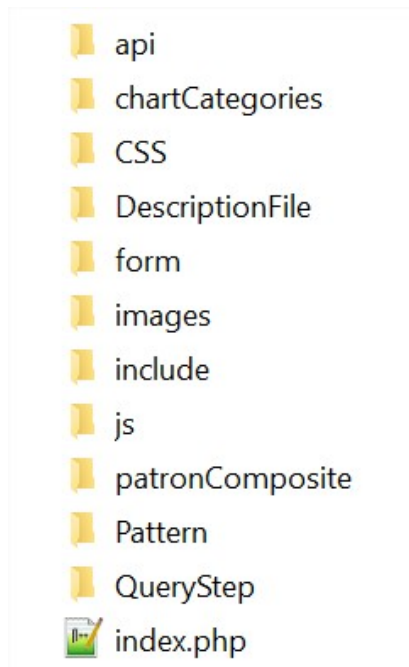 api
chartCategories
CSS
DescriptionFile
form
images
include
js
patronComposite
Pattern
QueryStep
index.php